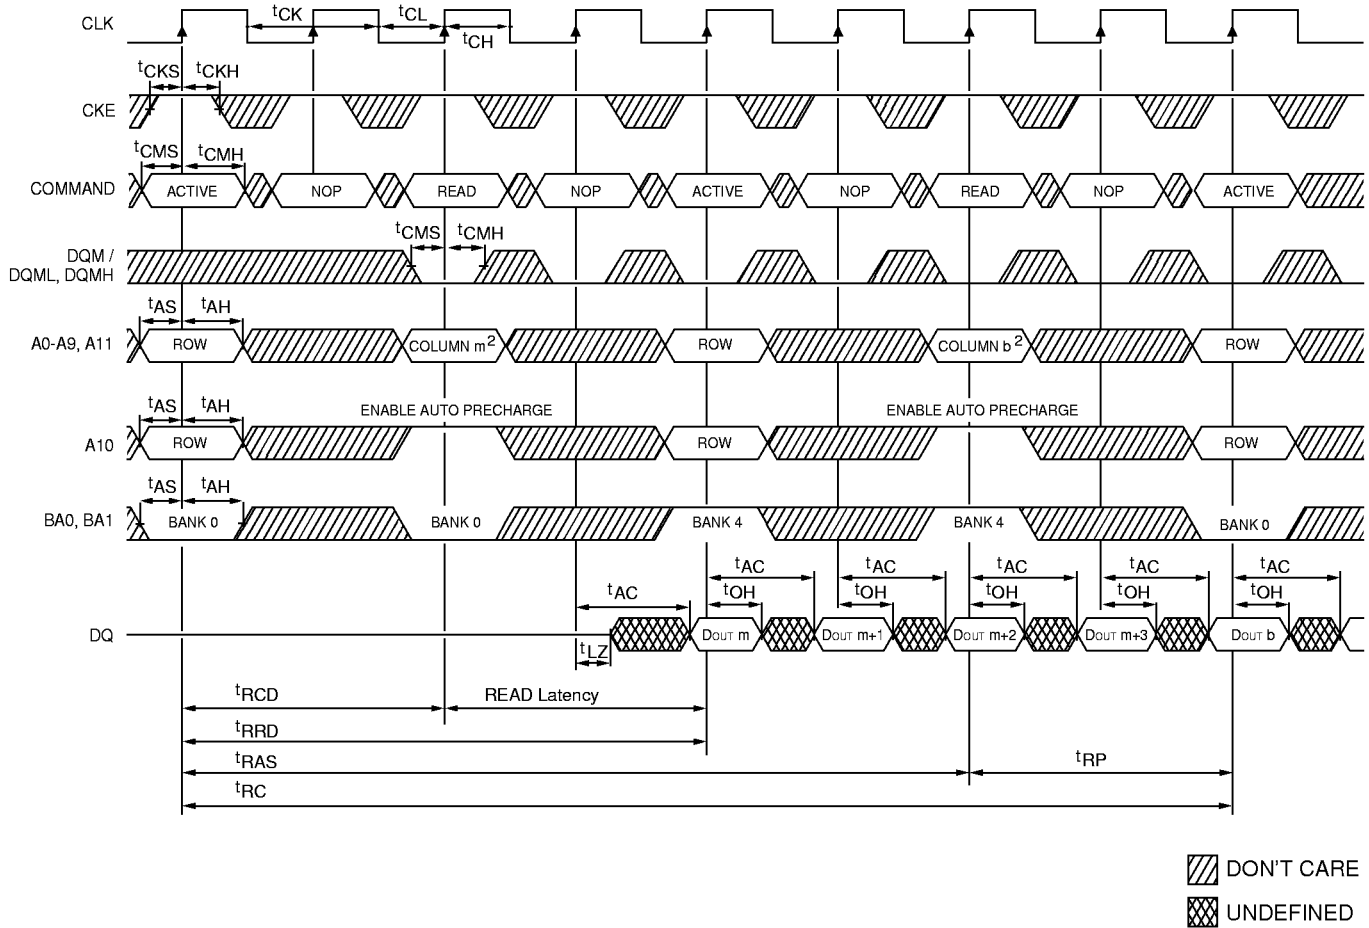 CLK
tCK
tCL
tCH
tCKS
tCKH
CKE
tCMS
tCMH
COMMAND
ACTIVE
NOP
READ
NOP
ACTIVE
NOP
READ
NOP
ACTIVE
tCMS
tCMH
DQM /
DQML, DQMH
tAS
tAH
A0-A9, A11
ROW
COLUMN m2
ROW
COLUMN b2
ROW
tAS
tAH
ENABLE AUTO PRECHARGE
ENABLE AUTO PRECHARGE
A10
ROW
ROW
ROW
tAS
tAH
BA0, BA1
BANK 0
BANK 0
BANK 4
BANK 4
BANK 0
tAC
tAC
tAC
tAC
tAC
tAC
tOH
tOH
tOH
tOH
tOH
DQ
DOUT m
DOUT m+1
DOUT m+2
DOUT m+3
DOUT b
tLZ
tRCD
READ Latency
tRRD
tRAS
tRP
tRC
DON'T CARE
UNDEFINED